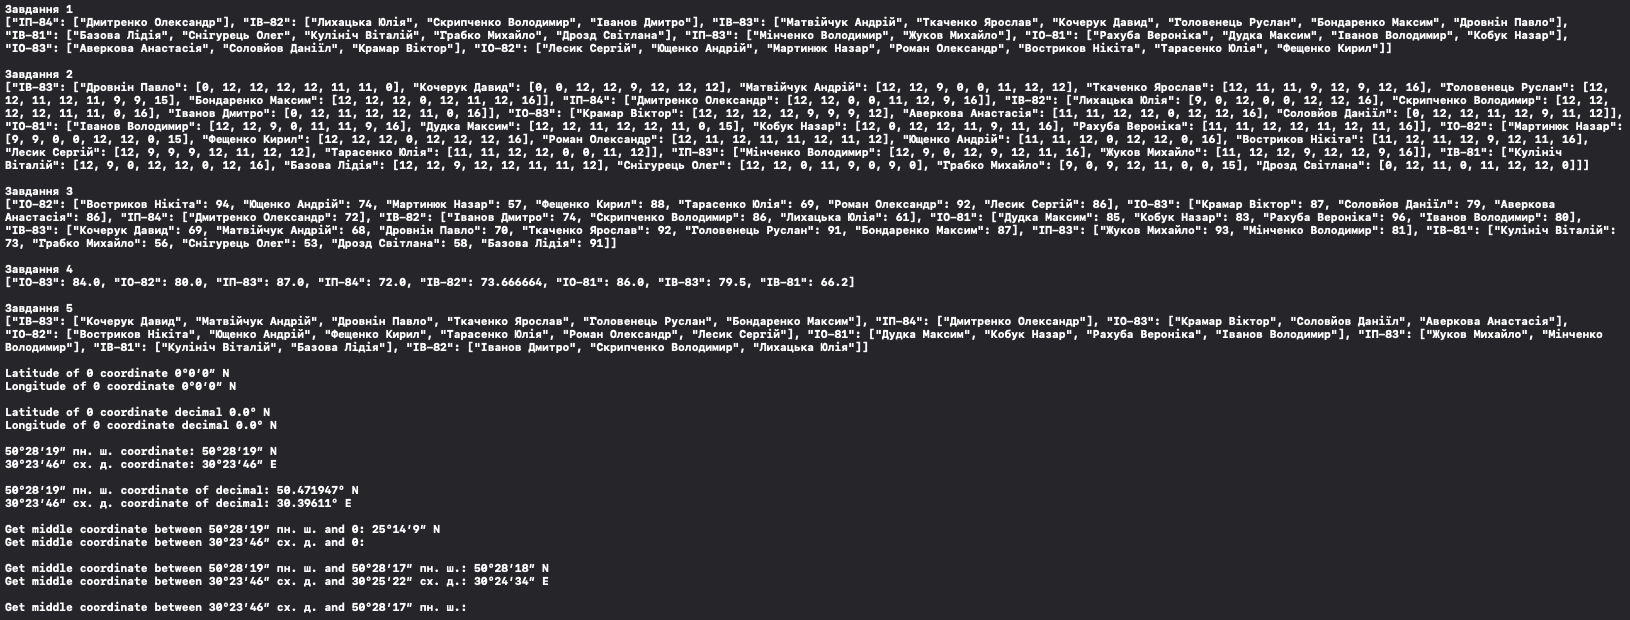 Завдання 1
["ІП-84": ["Дмитренко Олександр"], "ІВ-82": ["Лихацька Юлія", "Скрипченко Володимир", "Іванов Дмитро"], "ІВ-83": ["Матвійчук Андрій", "Ткаченко Ярослав", "Кочерук Давид", "Головенець Руслан", "Бондаренко Максим", "Дровнін Павло"],
"ІВ-81": ["Базова Лідія", "Снігурець Олег", "Кулініч Віталій", "Грабко Михайло", "Дрозд Світлана"], "ІП-83": ["Мінченко Володимир", "Жуков Михайло"], "ІО-81": ["Рахуба Вероніка", "Дудка Максим", "Іванов Володимир", "Кобук Назар"],
"ІО-83": ["Аверкова Анастасія", "Соловйов Даніїл", "Крамар Віктор"], "ІО-82": ["Лесик Сергій", "Ющенко Андрій", "Мартинюк Назар", "Роман Олександр", "Востриков Нікіта", "Тарасенко Юлія", "Фещенко Кирил"]]
Завдання 2
["ІВ-83": ["Дровнін Павло": [0, 12, 12, 12, 12, 11, 11, 0], "Кочерук Давид": [0, 0, 12, 12, 9, 12, 12, 12], "Матвійчук Андрій": [12, 12, 9, 0, 0, 11, 12, 12], "Ткаченко Ярослав": [12, 11, 11, 9, 12, 9, 12, 16], "Головенець Руслан": [12,
12, 11, 12, 11, 9, 9, 15], "Бондаренко Максим": [12, 12, 12, 0, 12, 11, 12, 16]], "ІП-84": ["Дмитренко Олександр": [12, 12, 0, 0, 11, 12, 9, 16]], "ІВ-82": ["Лихацька Юлія": [9, 0, 12, 0, 0, 12, 12, 16], "Скрипченко Володимир": [12, 12,
12, 12, 11, 11, 0, 16], "Іванов Дмитро": [0, 12, 11, 12, 12, 11, 0, 16]], "ІО-83": ["Крамар Віктор": [12, 12, 12, 12, 9, 9, 9, 12], "Аверкова Анастасія": [11, 11, 12, 12, 0, 12, 12, 16], "Соловйов Даніїл": [0, 12, 12, 11, 12, 9, 11, 12]],
"ІО-81": ["Іванов Володимир": [12, 12, 9, 0, 11, 11, 9, 16], "Дудка Максим": [12, 12, 11, 12, 12, 11, 0, 15], "Кобук Назар": [12, 0, 12, 12, 11, 9, 11, 16], "Рахуба Вероніка": [11, 11, 12, 12, 11, 12, 11, 16]], "ІО-82": ["Мартинюк Назар":
[9, 9, 0, 0, 12, 12, 0, 15], "Фещенко Кирил": [12, 12, 12, 0, 12, 12, 12, 16], "Роман Олександр": [12, 11, 12, 11, 11, 12, 11, 12], "Ющенко Андрій": [11, 11, 12, 0, 12, 12, 0, 16], "Востриков Нікіта": [11, 12, 11, 12, 9, 12, 11, 16],
"Лесик Сергій": [12, 9, 9, 9, 12, 11, 12, 12], "Тарасенко Юлія": [11, 11, 12, 12, 0, 0, 11, 12]], "ІП-83": ["Мінченко Володимир": [12, 9, 0, 12, 9, 12, 11, 16], "Жуков Михайло": [11, 12, 12, 9, 12, 12, 9, 16]], "ІВ-81": ["Кулініч
Віталій": [12, 9, 0, 12, 12, 0, 12, 16], "Базова Лідія": [12, 12, 9, 12, 12, 11, 11, 12], "Снігурець Олег": [12, 12, 0, 11, 9, 0, 9, 0], "Грабко Михайло": [9, 0, 9, 12, 11, 0, 0, 15], "Дрозд Світлана": [0, 12, 11, 0, 11, 12, 12, 0]]]
Завдання 3
["ІО-82": ["Востриков Нікіта": 94, "Ющенко Андрій": 74, "Мартинюк Назар": 57, "Фещенко Кирил": 88, "Тарасенко Юлія": 69, "Роман Олександр": 92, "Лесик Сергій": 86], "ІО-83": ["Крамар Віктор": 87, "Соловйов Даніїл": 79, "Аверкова
Анастасія": 86], "ІП-84": ["Дмитренко Олександр": 72], "ІВ-82": ["Іванов Дмитро": 74, "Скрипченко Володимир": 86, "Лихацька Юлія": 61], "ІО-81": ["Дудка Максим": 85, "Кобук Назар": 83, "Рахуба Вероніка": 96, "Іванов Володимир": 80],
"ІВ-83": ["Кочерук Давид": 69, "Матвійчук Андрій": 68, "Дровнін Павло": 70, "Ткаченко Ярослав": 92, "Головенець Руслан": 91, "Бондаренко Максим": 87], "ІП-83": ["Жуков Михайло": 93, "Мінченко Володимир": 81], "ІВ-81": ["Кулініч Віталій":
73, "Грабко Михайло": 56, "Снігурець Олег": 53, "Дрозд Світлана": 58, "Базова Лідія": 91]]
Завдання 4
["ІО-83": 84.0, "ІО-82": 80.0, "ІП-83": 87.0, "ІП-84": 72.0, "ІВ-82": 73.666664, "ІО-81": 86.0, "ІВ-83": 79.5, "ІВ-81": 66.2]
Завдання 5
["ІВ-83": ["Кочерук Давид", "Матвійчук Андрій", "Дровнін Павло", "Ткаченко Ярослав", "Головенець Руслан", "Бондаренко Максим"], "ІП-84": ["Дмитренко Олександр"], "ІО-83": ["Крамар Віктор", "Соловйов Даніїл", "Аверкова Анастасія"],
"ІО-82": ["Востриков Нікіта", "Ющенко Андрій", "Фещенко Кирил", "Тарасенко Юлія", "Роман Олександр", "Лесик Сергій"], "ІО-81": ["Дудка Максим", "Кобук Назар", "Рахуба Вероніка", "Іванов Володимир"], "ІП-83": ["Жуков Михайло", "Мінченко
Володимир"], "ІВ-81": ["Кулініч Віталій", "Базова Лідія"], "ІВ-82": ["Іванов Дмитро", "Скрипченко Володимир", "Лихацька Юлія"]]
Latitude of 0 coordinate 0°0′0″ N
Longitude of 0 coordinate 0°0′0″ N
Latitude of 0 coordinate decimal 0.0° N
Longitude of 0 coordinate decimal 0.0° N
50°28′19″ пн. ш. coordinate: 50°28′19″ N
30°23′46″ сх. д. coordinate: 30°23′46″ E
50°28′19″ пн. ш. coordinate of decimal: 50.471947° N
30°23′46″ сх. д. coordinate of decimal: 30.39611° E
Get middle coordinate between 50°28′19″ пн. ш. and 0: 25°14′9″ N
Get middle coordinate between 30°23′46″ сх. д. and 0:
Get middle coordinate between 50°28′19″ пн. ш. and 50°28′17″ пн. ш.: 50°28′18″ N
Get middle coordinate between 30°23′46″ сх. д. and 30°25′22″ сх. д.: 30°24′34″ E
Get middle coordinate between 30°23′46″ сх. д. and 50°28′17″ пн. ш.: